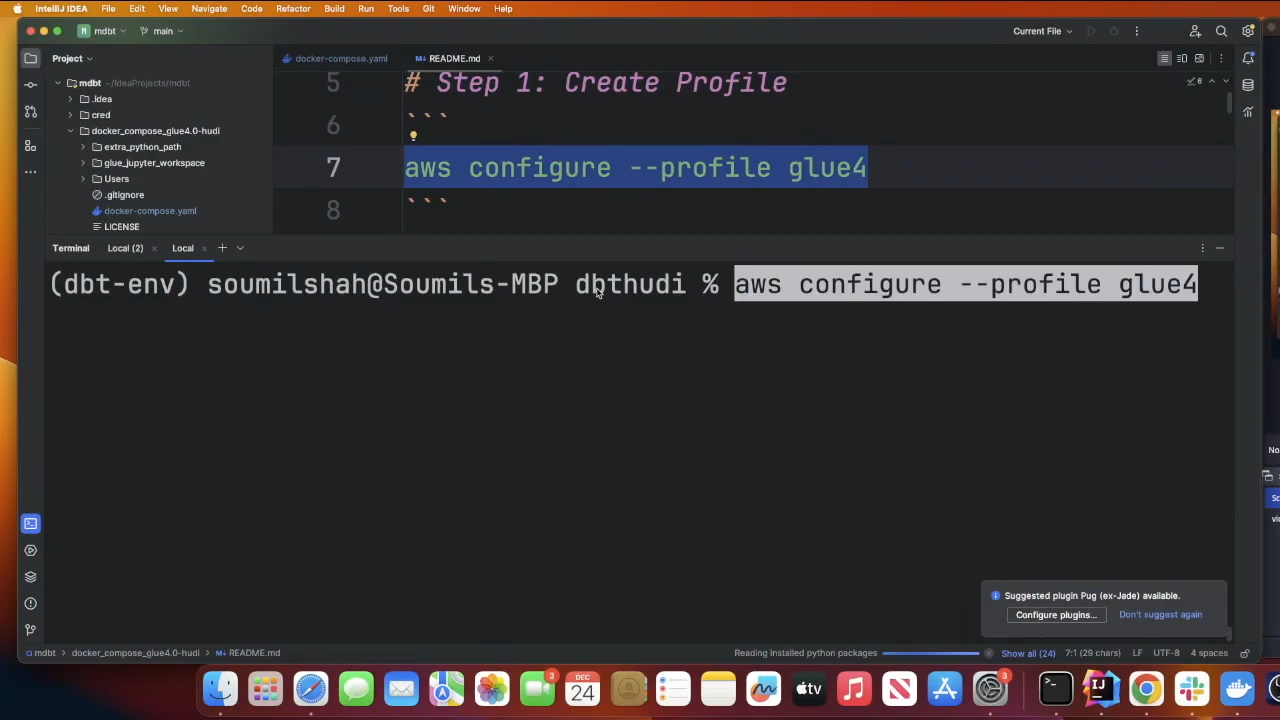 IntelliJ IDEA File Edit View Navigate Code Refactor Build Run Tools Git Window Help
M mdbt main Current File
Project docker-compose.yaml README.md
mdbt ~/IdeaProjects/mdbt
.idea
cred
docker_compose_glue4.0-hudi
extra_python_path
glue_jupyter_workspace
Users
.gitignore
docker-compose.yaml
LICENSE
5 # Step 1: Create Profile
6
6 ```
7 aws configure --profile glue4
8 ```
Terminal Local (2) Local
(dbt-env) soumilshah@Soumils-MBP dbthudi % aws configure --profile glue4
Suggested plugin Pug (ex-Jade) available.
Configure plugins... Don't suggest again
mdbt docker_compose_glue4.0-hudi README.md Reading installed python packages Show all (24) 7:1 (29 chars) LF UTF-8 4 spaces
3
DEC
24
tv
3
No